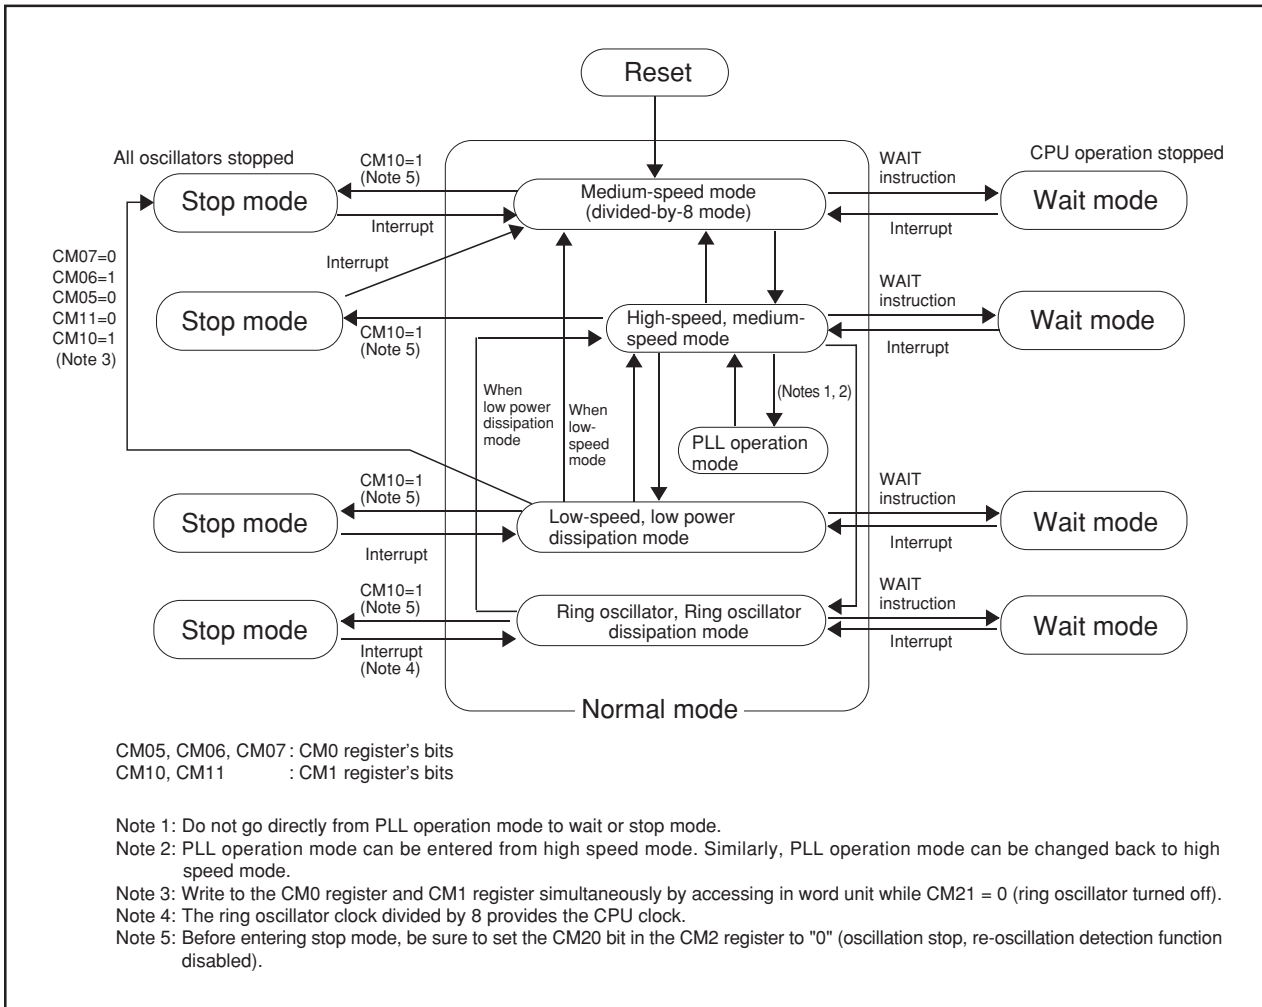 Reset
All oscillators stopped
CM10=1
(Note 5)
WAIT
instruction
CPU operation stopped
Stop mode
Medium-speed mode
(divided-by-8 mode)
Wait mode
Interrupt
Interrupt
CM07=0
CM06=1
CM05=0
CM11=0
CM10=1
(Note 3)
Interrupt
WAIT
instruction
Stop mode
CM10=1
(Note 5)
High-speed, medium-
speed mode
Wait mode
Interrupt
When
low power
dissipation
mode
When
low-
speed
mode
(Notes 1, 2)
PLL operation
mode
CM10=1
(Note 5)
WAIT
instruction
Stop mode
Low-speed, low power
dissipation mode
Wait mode
Interrupt
Interrupt
CM10=1
(Note 5)
WAIT
instruction
Stop mode
Ring oscillator, Ring oscillator
dissipation mode
Wait mode
Interrupt
(Note 4)
Interrupt
Normal mode
CM05, CM06, CM07 : CM0 register's bits
CM10, CM11 : CM1 register's bits
Note 1: Do not go directly from PLL operation mode to wait or stop mode.
Note 2: PLL operation mode can be entered from high speed mode. Similarly, PLL operation mode can be changed back to high
speed mode.
Note 3: Write to the CM0 register and CM1 register simultaneously by accessing in word unit while CM21 = 0 (ring oscillator turned off).
Note 4: The ring oscillator clock divided by 8 provides the CPU clock.
Note 5: Before entering stop mode, be sure to set the CM20 bit in the CM2 register to "0" (oscillation stop, re-oscillation detection function
disabled).